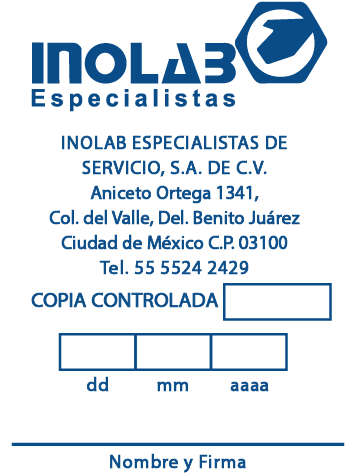 INOLAB
Especialistas
INOLAB ESPECIALISTAS DE
SERVICIO, S.A. DE C.V.
Aniceto Ortega 1341,
Col. del Valle, Del. Benito Juárez
Ciudad de México C.P. 03100
Tel. 55 5524 2429
COPIA CONTROLADA
dd mm aaaa
Nombre y Firma